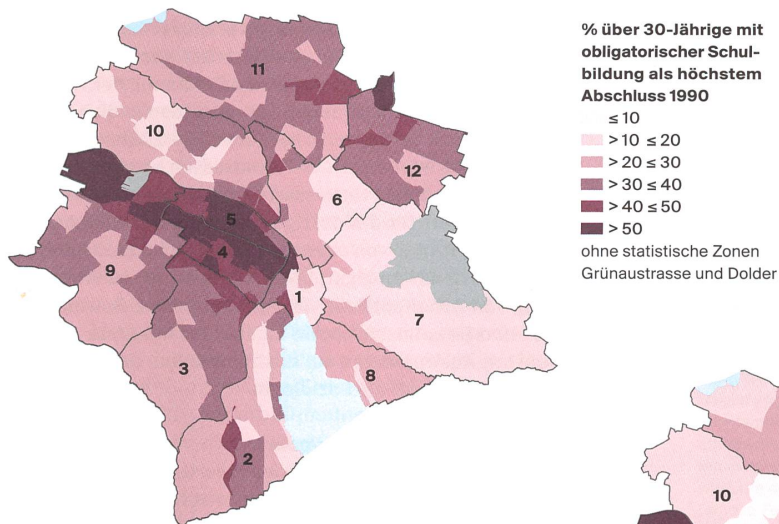 % über 30-Jährige mit
obligatorischer Schul-
bildung als höchstem
Abschluss 1990
≤ 10
> 10 ≤ 20
> 20 ≤ 30
> 30 ≤ 40
> 40 ≤ 50
> 50
ohne statistische Zonen
Grünaustrasse und Dolder
11
10
12
6
5
4
9
1
7
3
8
2
10